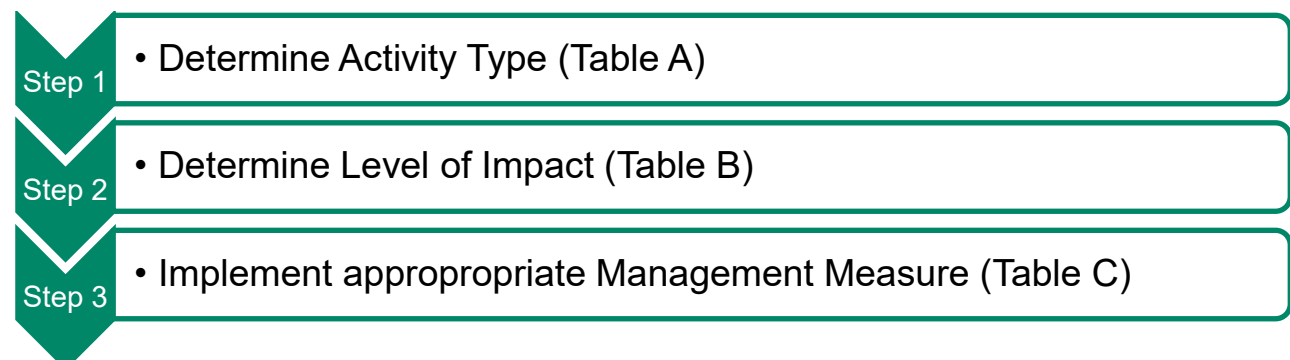 Step 1
• Determine Activity Type (Table A)
Step 2
• Determine Level of Impact (Table B)
Step 3
• Implement appropropriate Management Measure (Table C)